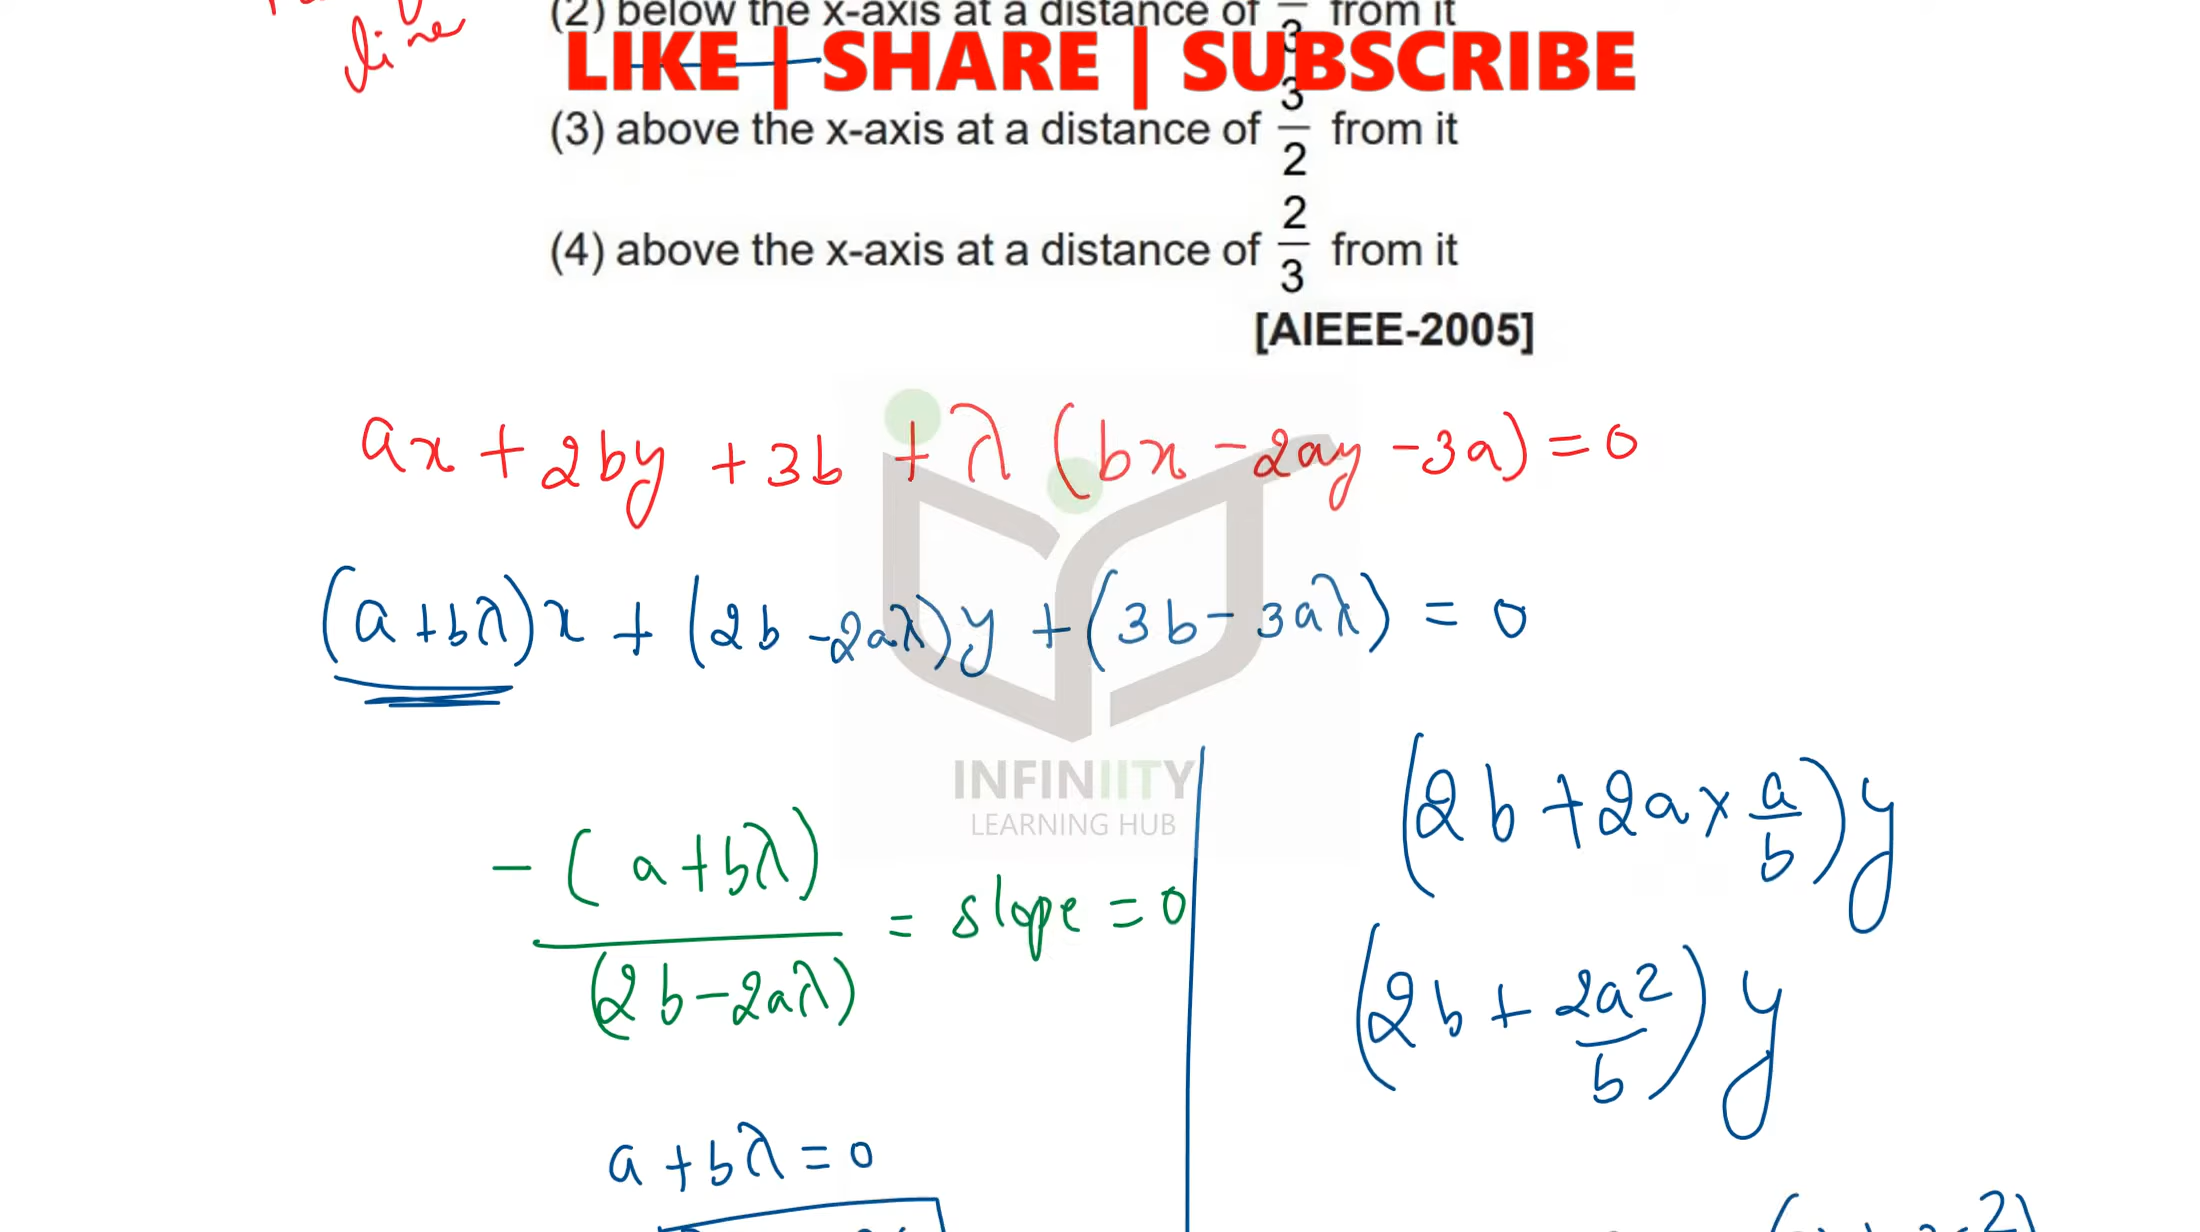 line
(2) below the x-axis at a distance of 3 from it
LIKE | SHARE | SUBSCRIBE
(3) above the x-axis at a distance of 3/2 from it
(4) above the x-axis at a distance of 2/3 from it
[AIEEE-2005]
ax + 2by + 3b + λ (bx - 2ay - 3a) = 0
(a + bλ)x + (2b - 2aλ)y + (3b - 3aλ) = 0
INFINIITY
LEARNING HUB
-(a + bλ)/(2b - 2aλ) = slope = 0
a + bλ = 0
(2b + 2a × a/b) y
(2b + 2a²/b) y